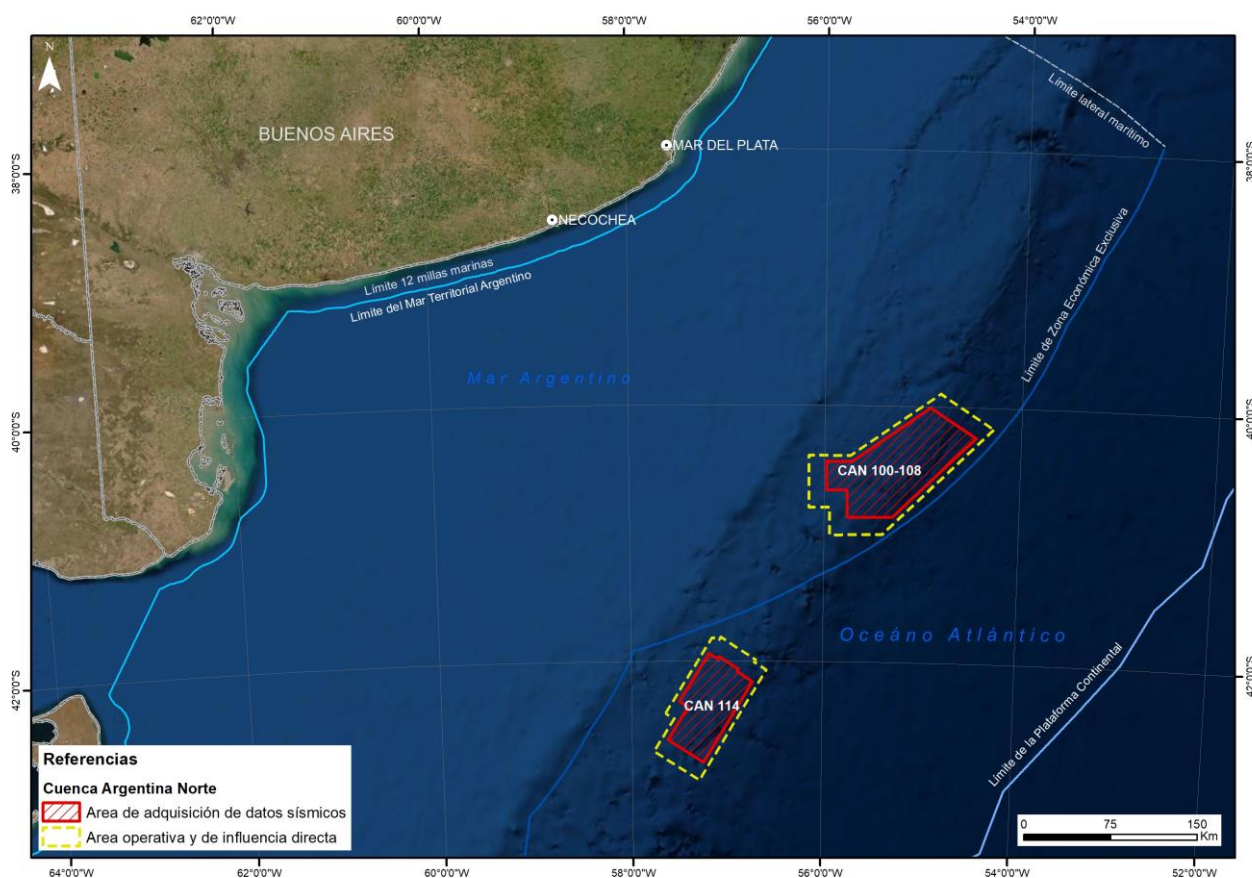 62°0'0"W
60°0'0"W
58°0'0"W
56°0'0"W
54°0'0"W
N
Límite lateral marítimo
BUENOS AIRES
MAR DEL PLATA
38°0'0"S
38°0'0"S
NECOCHEA
Límite 12 millas marinas
Límite del Mar Territorial Argentino
Límite de Zona Económica Exclusiva
Mar Argentino
40°0'0"S
40°0'0"S
CAN 100-108
Océano Atlántico
42°0'0"S
42°0'0"S
CAN 114
Límite de la Plataforma Continental
Referencias
Cuenca Argentina Norte
Area de adquisición de datos sísmicos
Area operativa y de influencia directa
0 75 150
Km
64°0'0"W
62°0'0"W
60°0'0"W
58°0'0"W
56°0'0"W
54°0'0"W
52°0'0"W